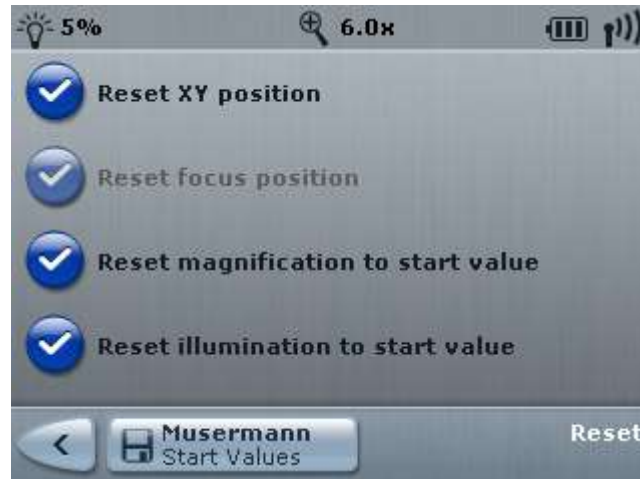 5% 6.0x
Reset XY position
Reset focus position
Reset magnification to start value
Reset illumination to start value
Musermann
Start Values
Reset